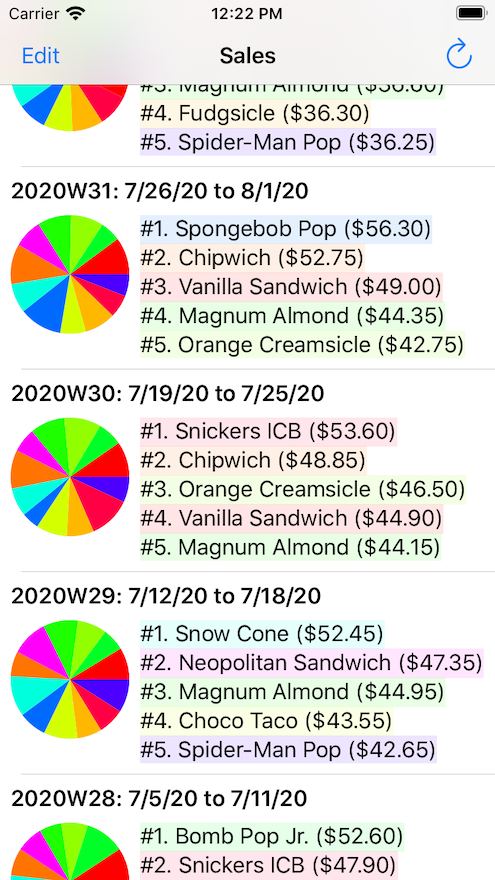 Carrier 12:22 PM
Edit Sales
#3. Magnum Almond ($36.60)
#4. Fudgsicle ($36.30)
#5. Spider-Man Pop ($36.25)
2020W31: 7/26/20 to 8/1/20
#1. Spongebob Pop ($56.30)
#2. Chipwich ($52.75)
#3. Vanilla Sandwich ($49.00)
#4. Magnum Almond ($44.35)
#5. Orange Creamsicle ($42.75)
2020W30: 7/19/20 to 7/25/20
#1. Snickers ICB ($53.60)
#2. Chipwich ($48.85)
#3. Orange Creamsicle ($46.50)
#4. Vanilla Sandwich ($44.90)
#5. Magnum Almond ($44.15)
2020W29: 7/12/20 to 7/18/20
#1. Snow Cone ($52.45)
#2. Neopolitan Sandwich ($47.35)
#3. Magnum Almond ($44.95)
#4. Choco Taco ($43.55)
#5. Spider-Man Pop ($42.65)
2020W28: 7/5/20 to 7/11/20
#1. Bomb Pop Jr. ($52.60)
#2. Snickers ICB ($47.90)